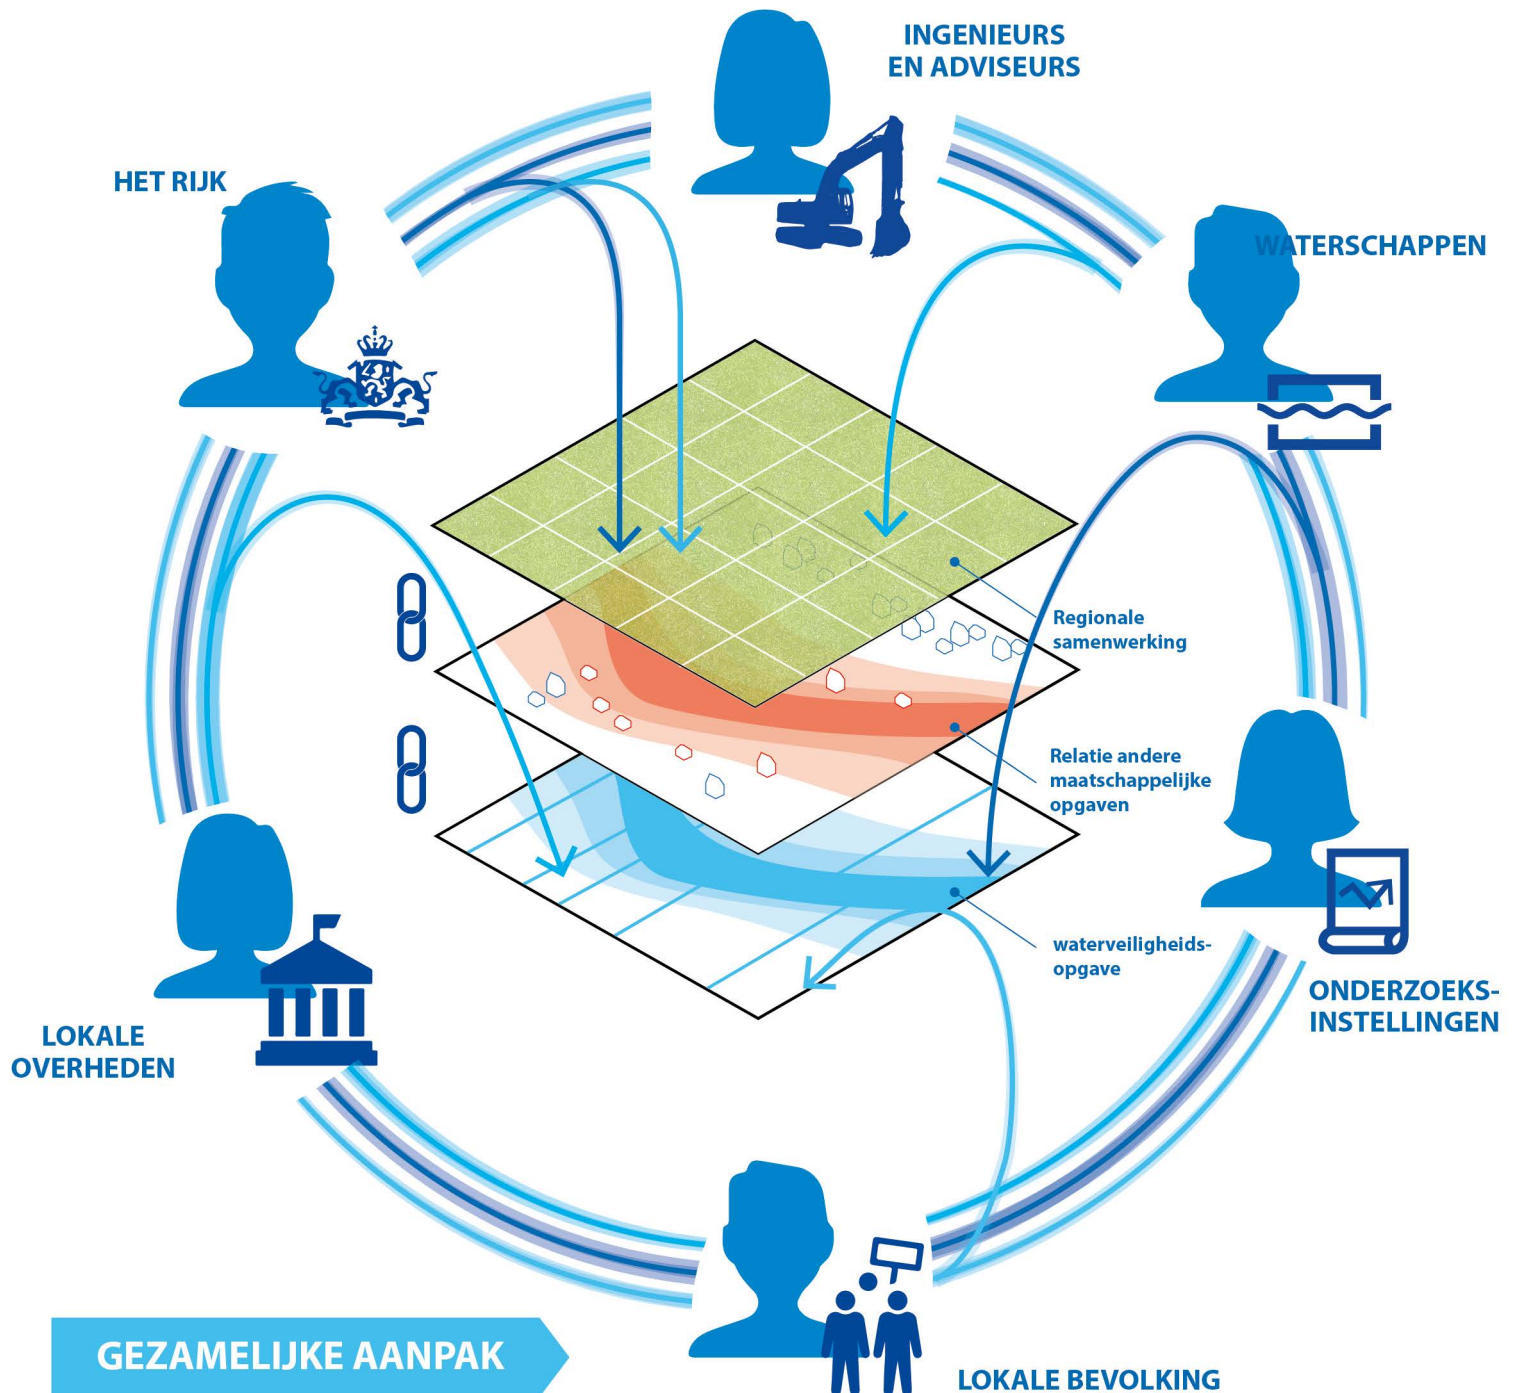 INGENIEURS
EN ADVISEURS
HET RIJK
WATERSCHAPPEN
Regionale
samenwerking
Relatie andere
maatschappelijke
opgaven
waterveiligheids-
opgave
ONDERZOEKS-
INSTELLINGEN
LOKALE
OVERHEDEN
GEZAMELIJKE AANPAK
LOKALE BEVOLKING